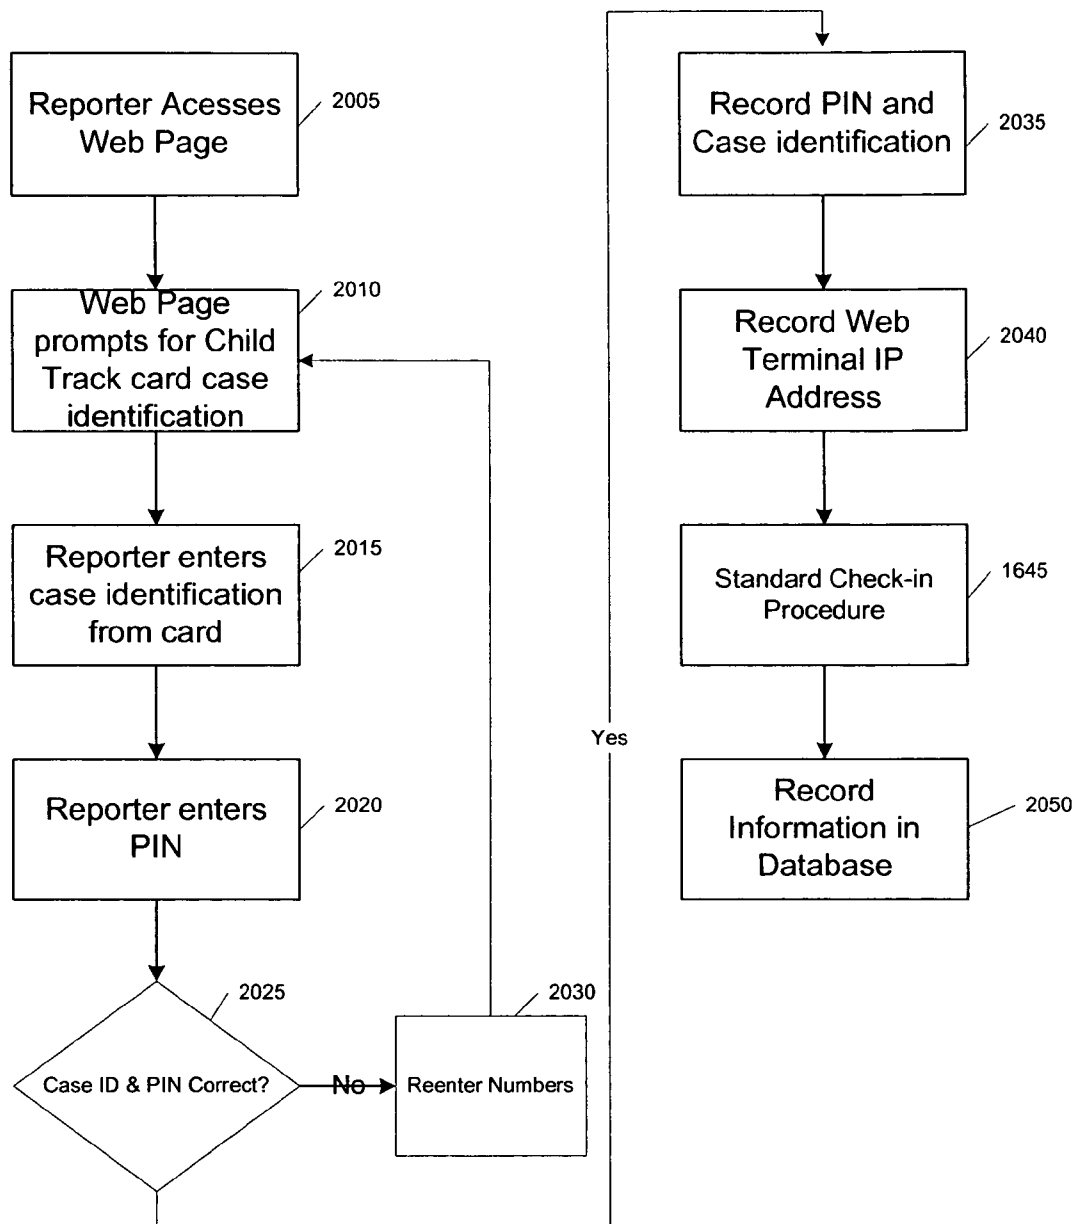 Reporter Acesses
Web Page
2005
Web Page
prompts for Child
Track card case
identification
2010
Reporter enters
case identification
from card
2015
Reporter enters
PIN
2020
Case ID & PIN Correct?
2025
No
Reenter Numbers
2030
Yes
Record PIN and
Case identification
2035
Record Web
Terminal IP
Address
2040
Standard Check-in
Procedure
1645
Record
Information in
Database
2050